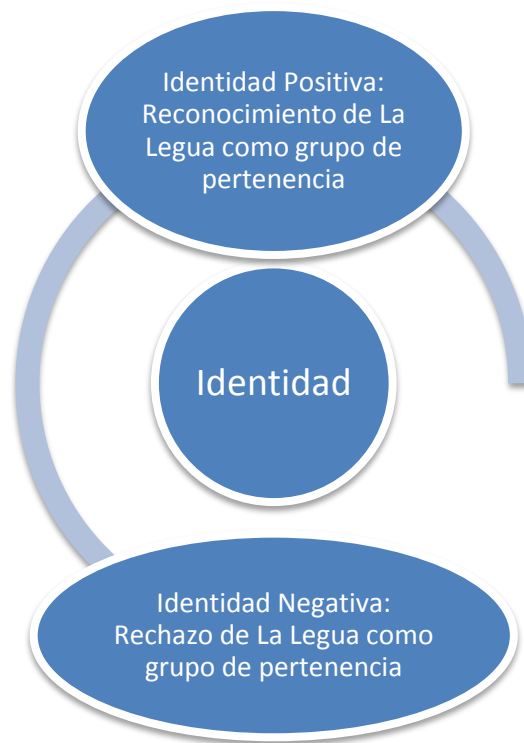 Identidad Positiva:
Reconocimiento de La
Legua como grupo de
pertenencia
Identidad
Identidad Negativa:
Rechazo de La Legua como
grupo de pertenencia